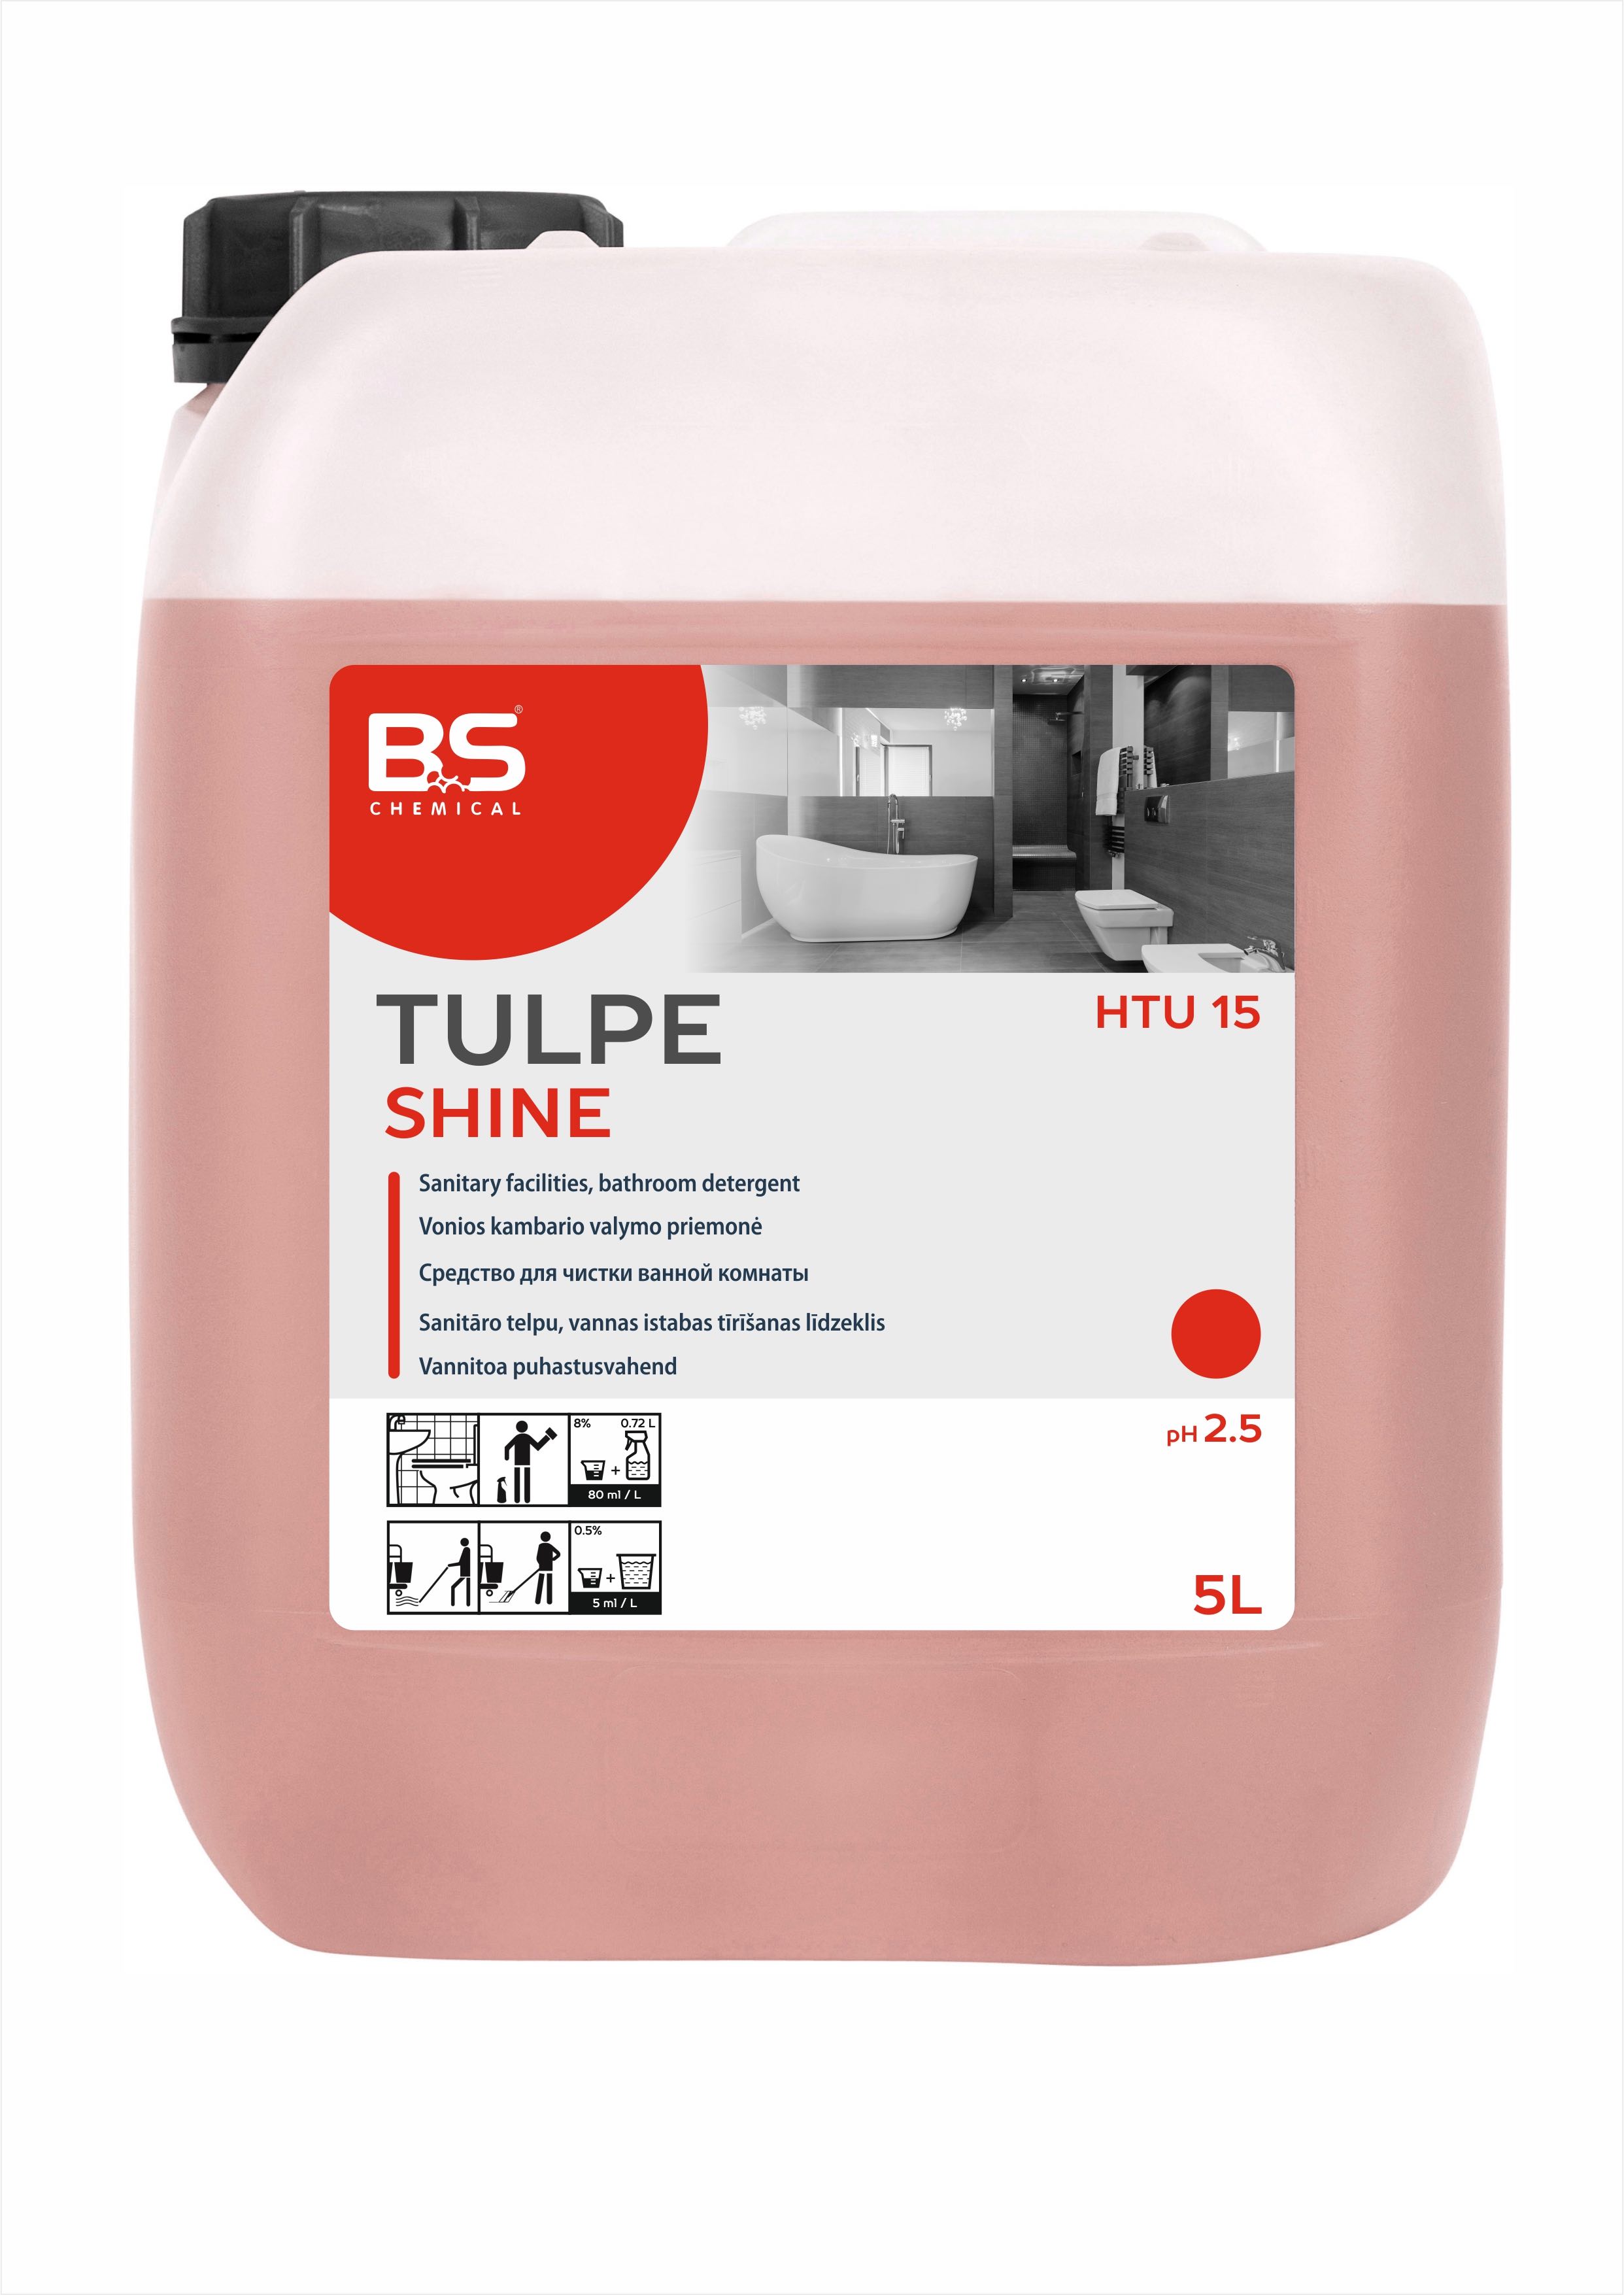 BS®
CHEMICAL
TULPE
HTU 15
SHINE
Sanitary facilities, bathroom detergent
Vonios kambario valymo priemonė
Средство для чистки ванной комнаты
Sanitāro telpu, vannas istabas tīrīšanas līdzeklis
Vannitoa puhastusvahend
8% 0.72 L
+
80 ml / L
pH 2.5
0.5%
+
5 ml / L
5L